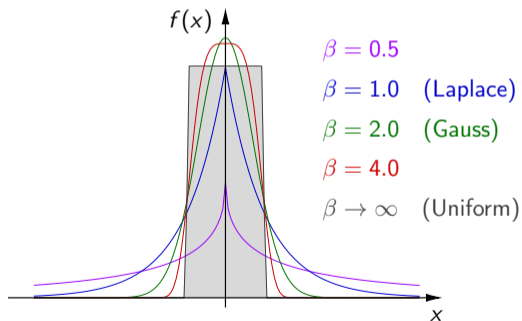 f(x)
β = 0.5
β = 1.0 (Laplace)
β = 2.0 (Gauss)
β = 4.0
β → ∞ (Uniform)
x